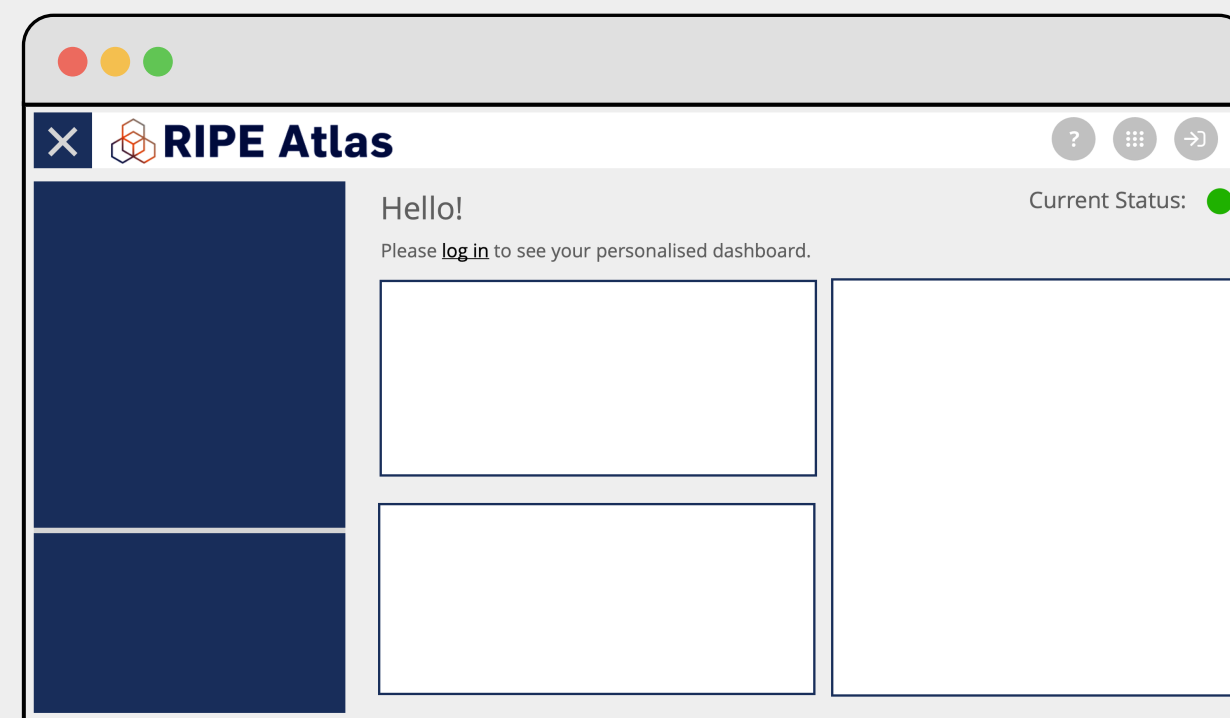 RIPE Atlas
?
Hello!
Current Status:
Please log in to see your personalised dashboard.